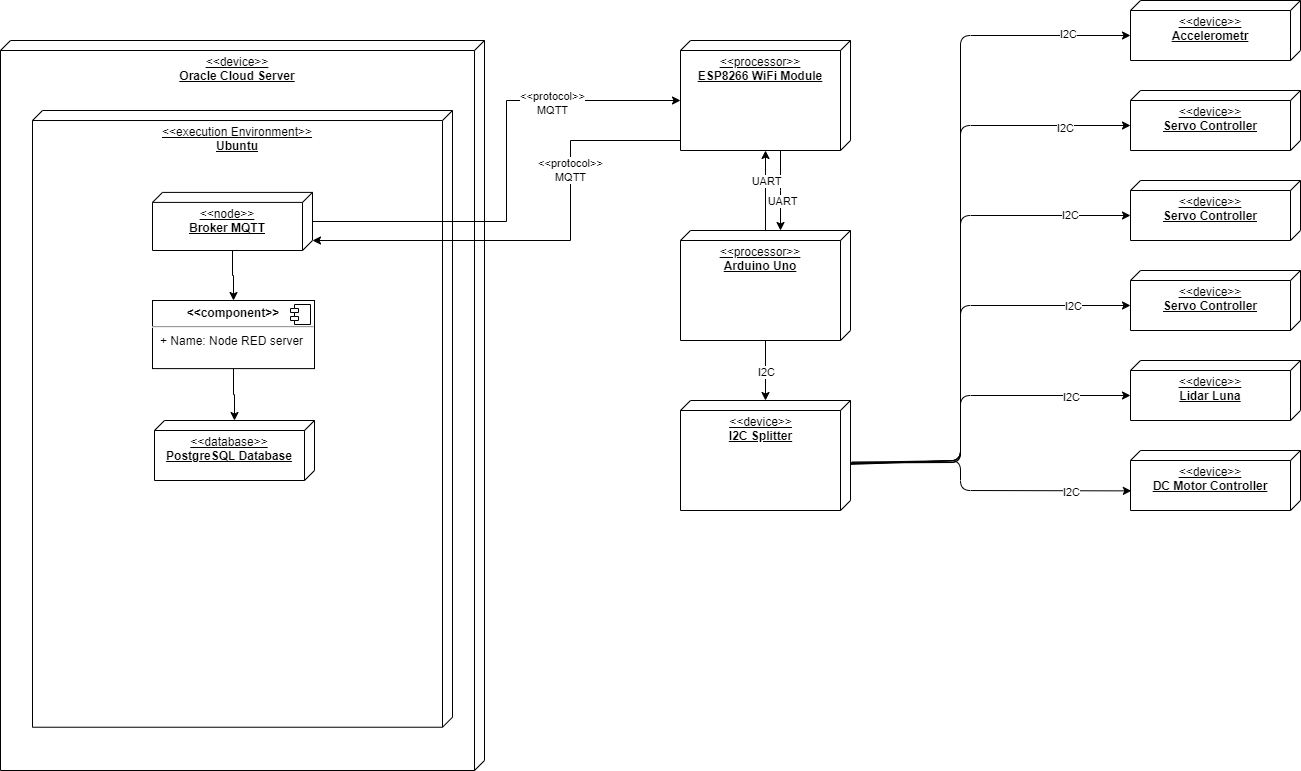 <<device>>
Oracle Cloud Server
<<execution Environment>>
Ubuntu
<<node>>
Broker MQTT
<<component>>
+ Name: Node RED server
<<database>>
PostgreSQL Database
<<protocol>>
MQTT
<<protocol>>
MQTT
<<processor>>
ESP8266 WiFi Module
UART
UART
<<processor>>
Arduino Uno
I2C
<<device>>
I2C Splitter
I2C
<<device>>
Accelerometr
I2C
<<device>>
Servo Controller
I2C
<<device>>
Servo Controller
I2C
<<device>>
Servo Controller
I2C
<<device>>
Lidar Luna
I2C
<<device>>
DC Motor Controller